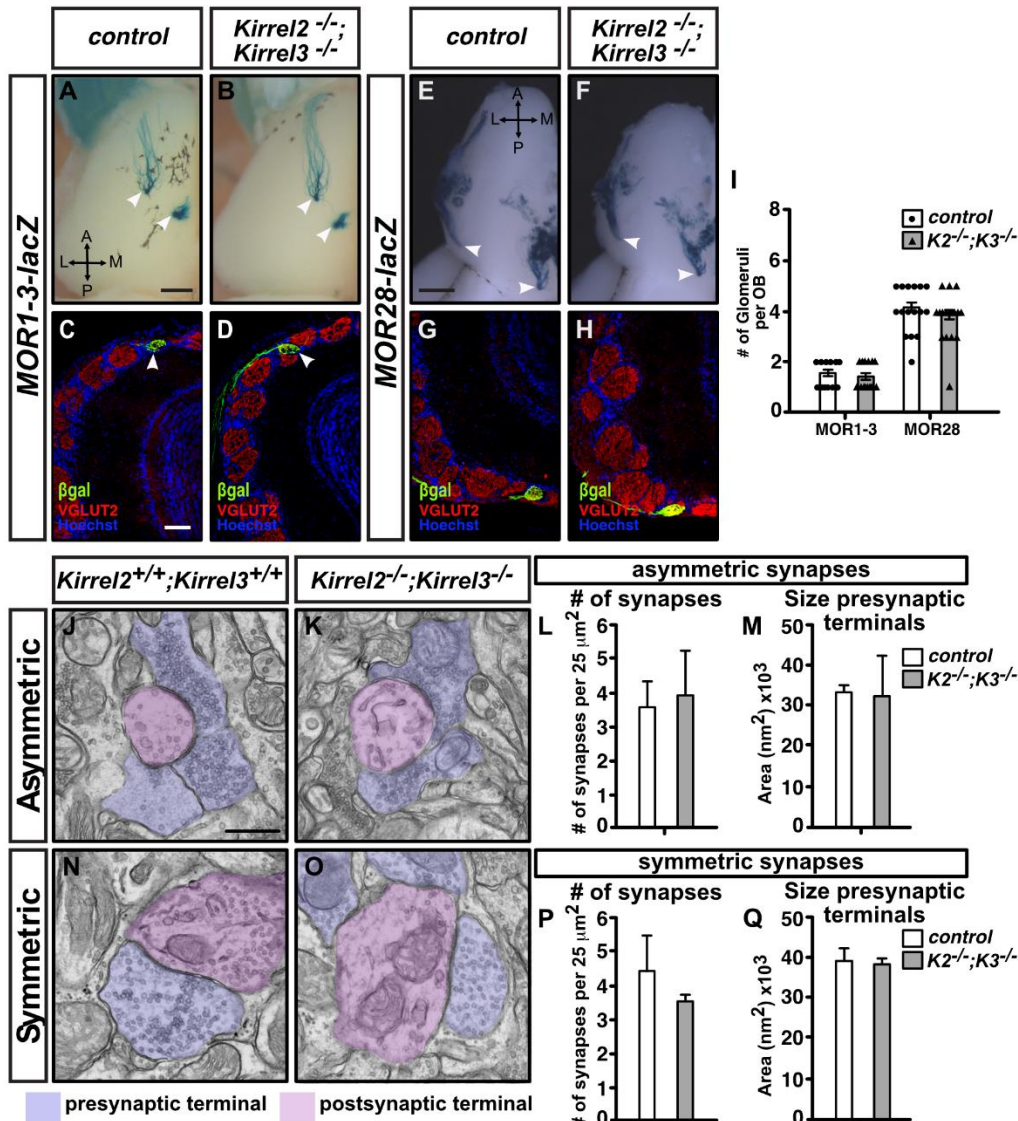 control
Kirrel2 -/-;
Kirrel3 -/-
control
Kirrel2 -/-;
Kirrel3 -/-
MOR1-3-lacZ
A
A
L
M
P
B
MOR28-lacZ
E
A
L
M
P
F
C
βgal
VGLUT2
Hoechst
D
βgal
VGLUT2
Hoechst
G
βgal
VGLUT2
Hoechst
H
βgal
VGLUT2
Hoechst
I
# of Glomeruli
per OB
8
6
4
2
0
control
K2-/-;K3-/-
MOR1-3
MOR28
Kirrel2+/+;Kirrel3+/+
Kirrel2-/-;Kirrel3-/-
asymmetric synapses
Asymmetric
J
K
L
# of synapses
# of synapses per 25 μm2
6
5
4
3
2
1
0
M
Size presynaptic
terminals
Area (nm2) x103
50
40
30
20
10
0
control
K2-/-;K3-/-
Symmetric
N
O
symmetric synapses
P
# of synapses
# of synapses per 25 μm2
6
5
4
3
2
1
0
Q
Size presynaptic
terminals
Area (nm2) x103
50
40
30
20
10
0
control
K2-/-;K3-/-
presynaptic terminal
postsynaptic terminal